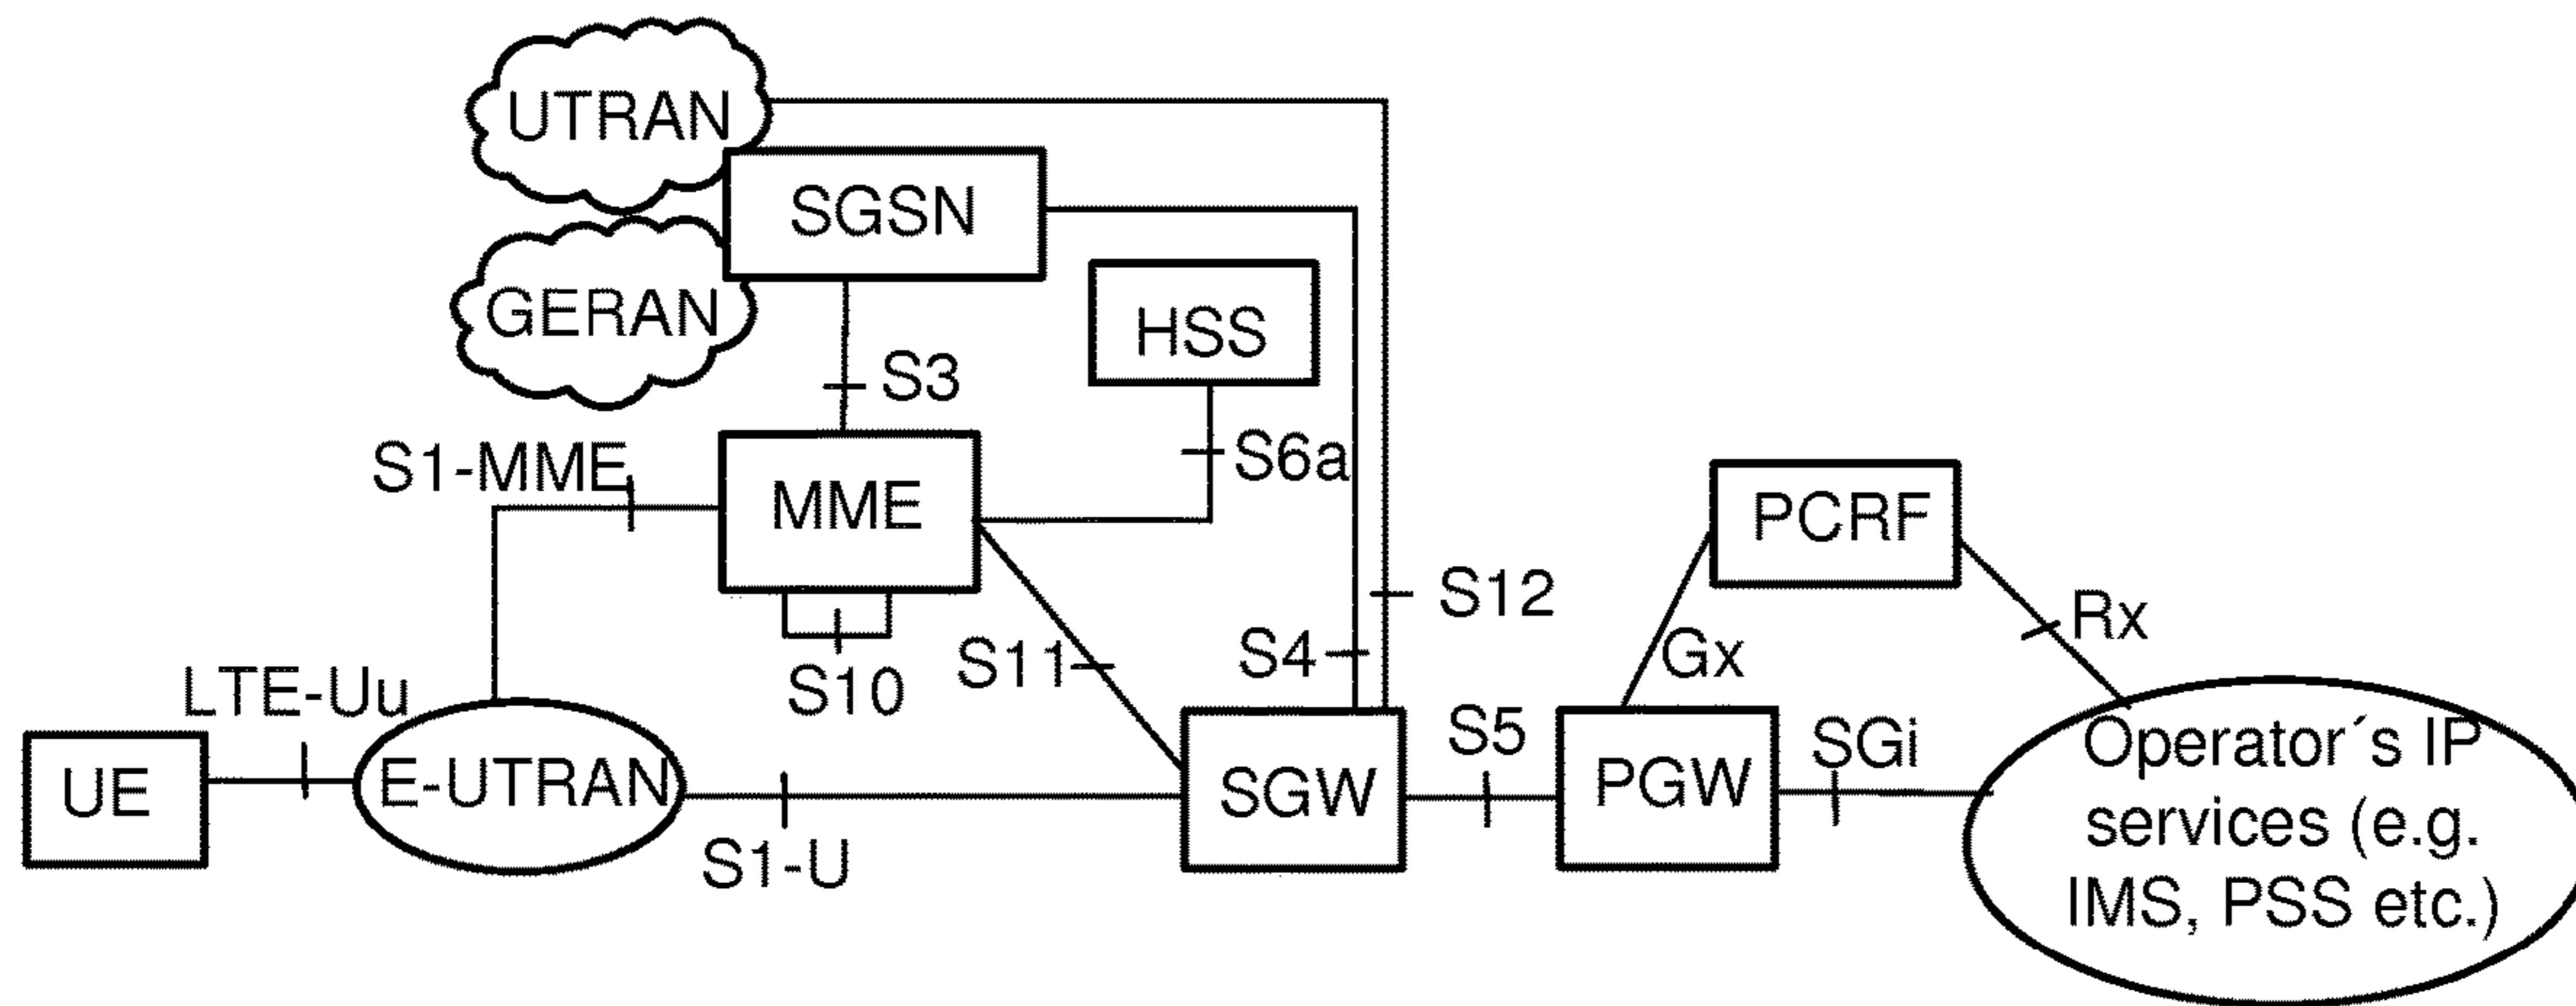 UTRAN
SGSN
GERAN
HSS
S3
S1-MME
S6a
MME
PCRF
S12
Rx
S4
Gx
S11
S10
LTE-Uu
S5
SGi
UE
E-UTRAN
SGW
PGW
Operator´s IP
services (e.g.
IMS, PSS etc.)
S1-U